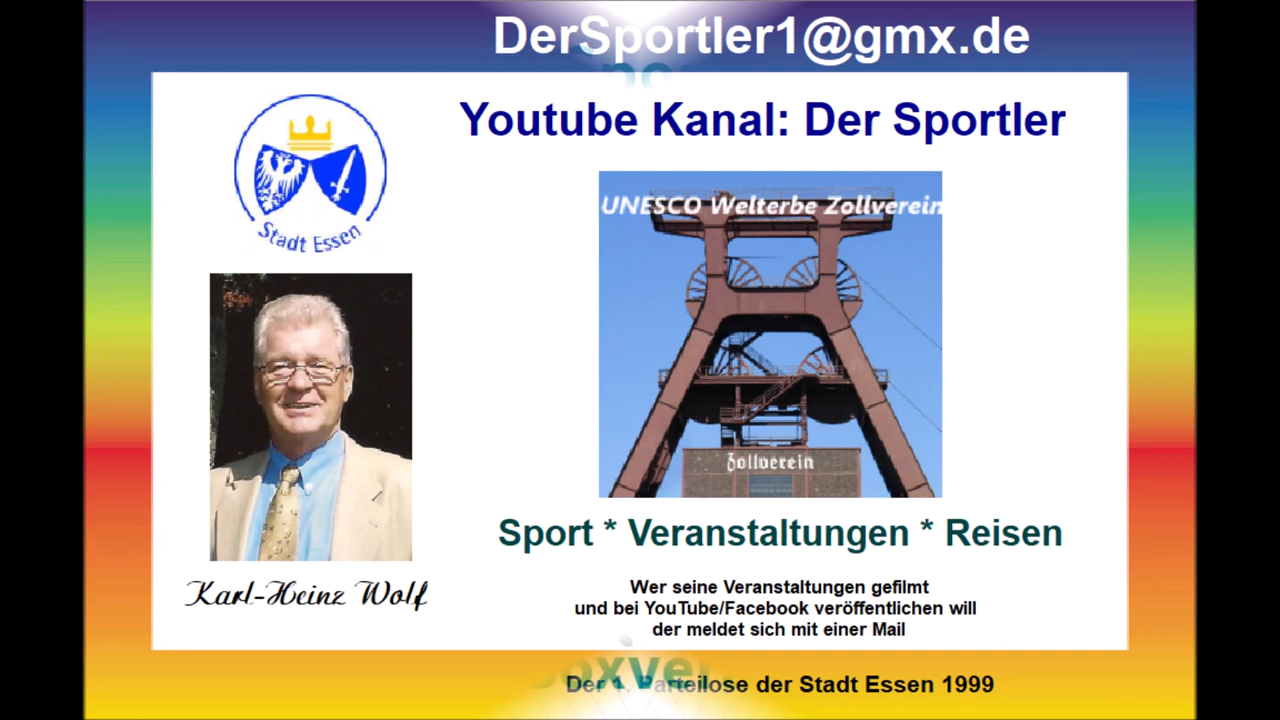 DerSportler1@gmx.de
Youtube Kanal: Der Sportler
Stadt Essen
UNESCO Welterbe Zollverein
Zollverein
Sport * Veranstaltungen * Reisen
Karl-Heinz Wolf
Wer seine Veranstaltungen gefilmt
und bei YouTube/Facebook veröffentlichen will
der meldet sich mit einer Mail
Der 1. Parteilose der Stadt Essen 1999